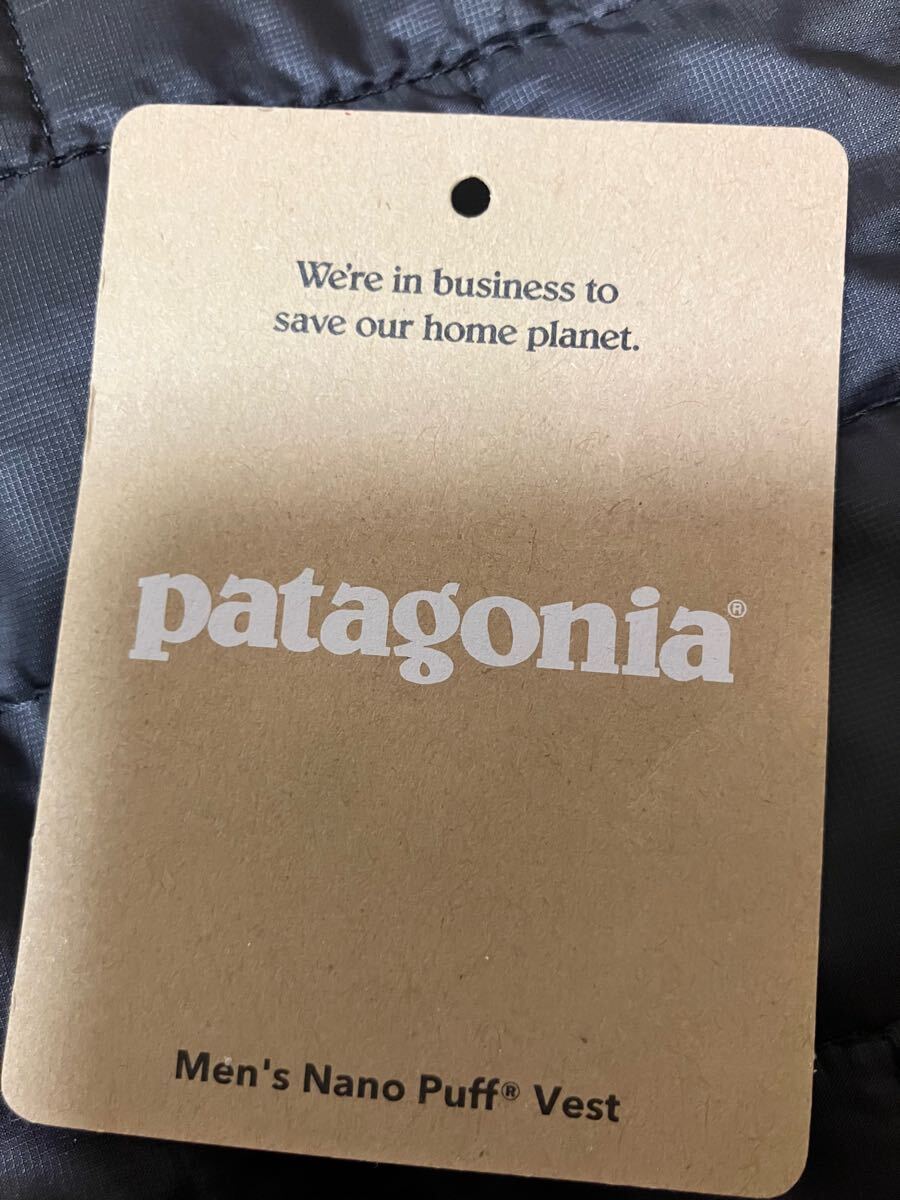 We're in business to
save our home planet.
patagonia®
Men's Nano Puff® Vest